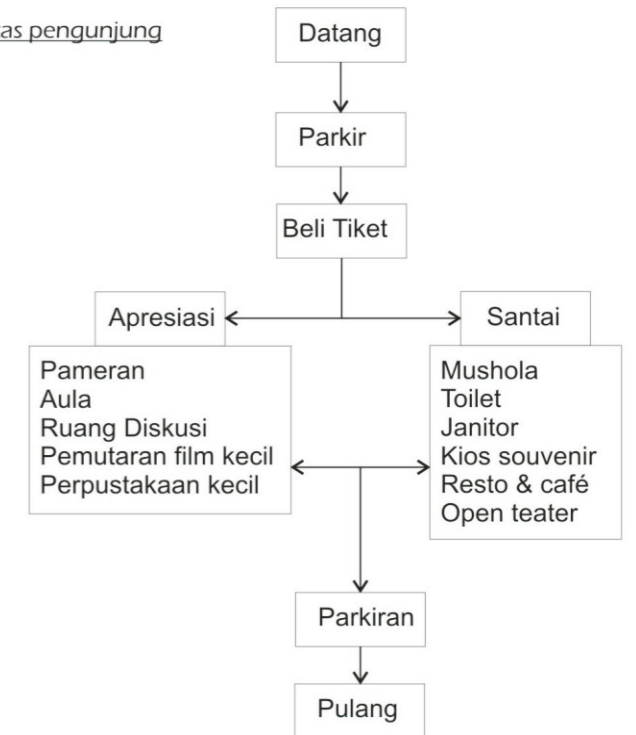 pengunjung
Datang
Parkir
Beli Tiket
Apresiasi
Pameran
Aula
Ruang Diskusi
Pemutaran film kecil
Perpustakaan kecil
Santai
Mushola
Toilet
Janitor
Kios souvenir
Resto & café
Open teater
Parkiran
Pulang